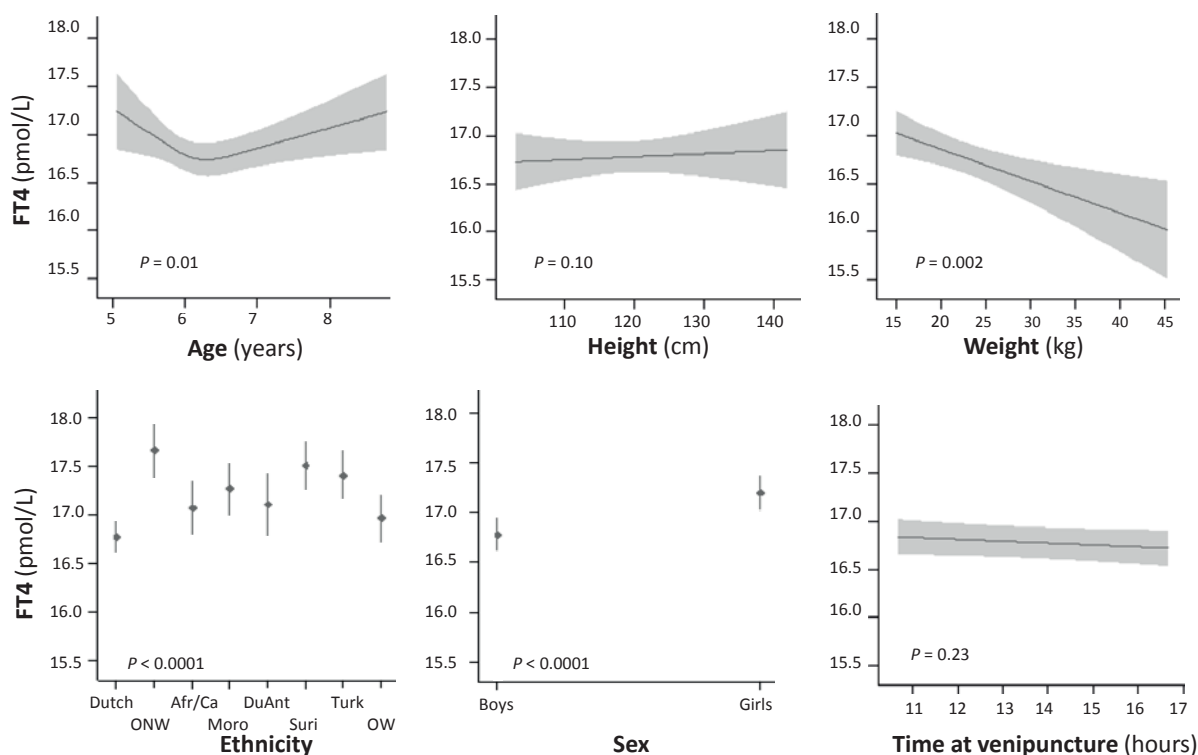 18.0
17.5
17.0
16.5
16.0
15.5
FT4 (pmol/L)
P = 0.01
5 6 7 8
Age (years)
18.0
17.5
17.0
16.5
16.0
15.5
P = 0.10
110 120 130 140
Height (cm)
18.0
17.5
17.0
16.5
16.0
15.5
P = 0.002
15 20 25 30 35 40 45
Weight (kg)
18.0
17.5
17.0
16.5
16.0
15.5
FT4 (pmol/L)
P < 0.0001
Dutch Afr/Ca DuAnt Turk
ONW Moro Suri OW
Ethnicity
18.0
17.5
17.0
16.5
16.0
15.5
P < 0.0001
Boys Girls
Sex
18.0
17.5
17.0
16.5
16.0
15.5
P = 0.23
11 12 13 14 15 16 17
Time at venipuncture (hours)